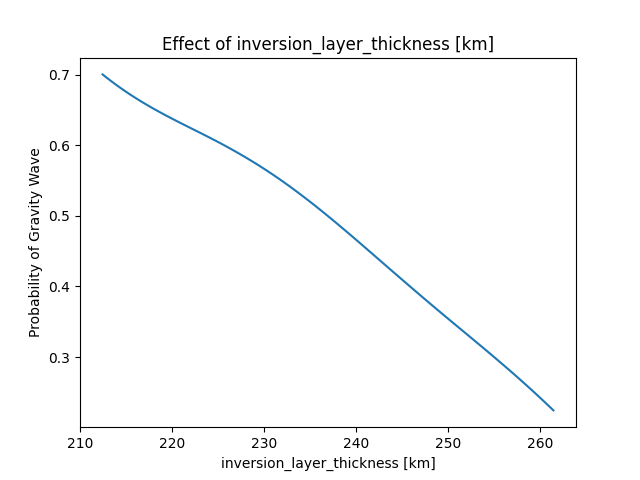 Effect of inversion_layer_thickness [km]
Probability of Gravity Wave
0.7
0.6
0.5
0.4
0.3
210 220 230 240 250 260
inversion_layer_thickness [km]